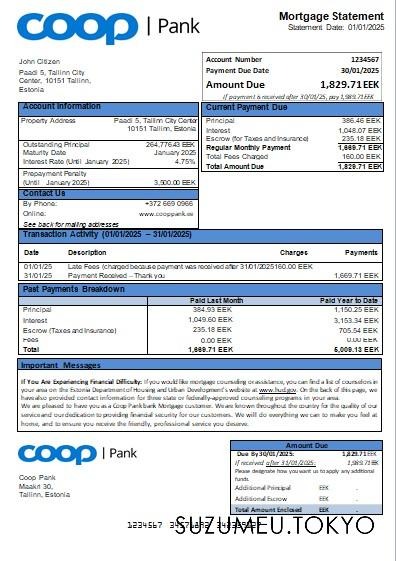 coop | Pank
Mortgage Statement
Statement Date: 01/01/2025
John Citizen
Paadi 5, Tallinn City
Center, 10151 Tallinn,
Estonia
Account Number 1234567
Payment Due Date 30/01/2025
Amount Due 1,829.71 EEK
If payment is received after 30/01/25, pay 1,989.71 EEK
Account Information
Property Address Paadi 5, Tallinn City Center
10151 Tallinn, Estonia
Outstanding Principal 264,776.43 EEK
Maturity Date January 2025
Interest Rate (Until January 2025) 4.75%
Prepayment Penalty
(Until January 2025) 3,500.00 EEK
Contact Us
By Phone: +372 669 0966
Online: www.cooppank.ee
See back for mailing addresses
Current Payment Due
Principal 386.46 EEK
Interest 1,048.07 EEK
Escrow (for Taxes and Insurance) 235.18 EEK
Regular Monthly Payment 1,669.71 EEK
Total Fees Charged 160.00 EEK
Total Amount Due 1,829.71 EEK
Transaction Activity (01/01/2025 – 31/01/2025)
Date Description Charges Payments
01/01/25 Late Fees (charged because payment was received after 31/01/2025 160.00 EEK
31/01/25 Payment Received – Thank you 1,669.71 EEK
Past Payments Breakdown
Paid Last Month Paid Year to Date
Principal 384.93 EEK 1,150.25 EEK
Interest 1,049.60 EEK 3,153.34 EEK
Escrow (Taxes and Insurance) 235.18 EEK 705.54 EEK
Fees 0.00 EEK 0.00 EEK
Total 1,669.71 EEK 5,009.13 EEK
Important Messages
If You Are Experiencing Financial Difficulty: If you would like mortgage counseling or assistance, you can find a list of counselors in
your area on the Estonia Department of Housing and Urban Development's website at www.hud.gov. On the back of this page, we
have also provided contact information for three state or federally-approved counseling programs in your area.
We are pleased to have you as a Coop Pank bank Mortgage customer. We are known throughout the country for the quality of our
service and our dedication to providing financial security for our customers. We will do everything we can to make you feel at
home, and to ensure you receive the friendly, professional service you deserve.
coop | Pank
Coop Pank
Maakri 30,
Tallinn, Estonia
Amount Due
Due By 30/01/2025: 1,829.71 EEK
If received after 31/01/2025: 1,989.71 EEK
Please designate how you want us to apply any additional
funds.
Additional Principal EEK .
Additional Escrow EEK .
Total Amount Enclosed EEK .
1234567
SUZUMEU.TOKYO